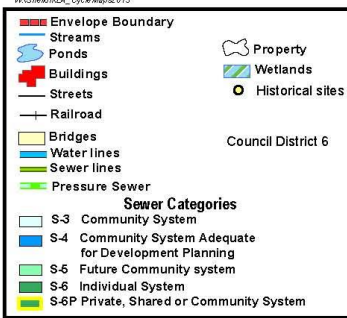 Envelope Boundary
Streams
Ponds
Buildings
Streets
Railroad
Bridges
Water lines
Sewer lines
Pressure Sewer
Property
Wetlands
Historical sites
Council District 6
Sewer Categories
S-3 Community System
S-4 Community System Adequate
for Development Planning
S-5 Future Community system
S-6 Individual System
S-6P Private, Shared or Community System